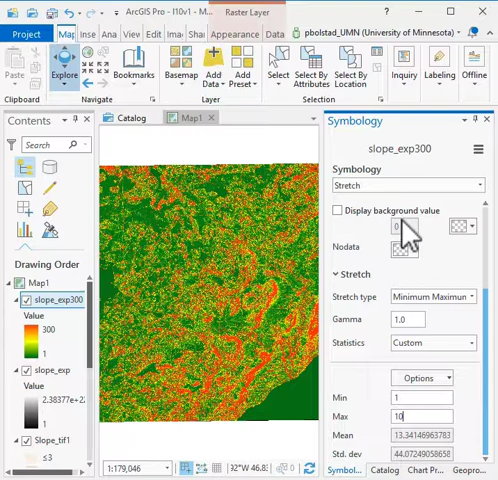 ArcGIS Pro - l10v1 - M...
Raster Layer
Project Map Inse Ana View Edit Imag Share Appearance Data
pbolstad_UMN (University of Minnesota)
Paste
Explore
Bookmarks
Basemap
Add Data
Add Preset
Select
Select By Attributes
Select By Location
Inquiry
Labeling
Offline
Clipboard
Navigate
Layer
Selection
Contents
Search
Drawing Order
Map1
slope_exp300
Value
300
1
slope_exp
Value
2.38377e+22
Slope_tif1
≤3
Catalog
Map1
1:179,046
32°W 46.83
Symbology
slope_exp300
Symbology
Stretch
Display background value
0
Nodata
Stretch
Stretch type
Minimum Maximun
Gamma
1.0
Statistics
Custom
Options
Min
1
Max
10
Mean
13.34146963783
Std. dev
44.07249058658
Symbol...
Catalog
Chart Pr...
Geopro...